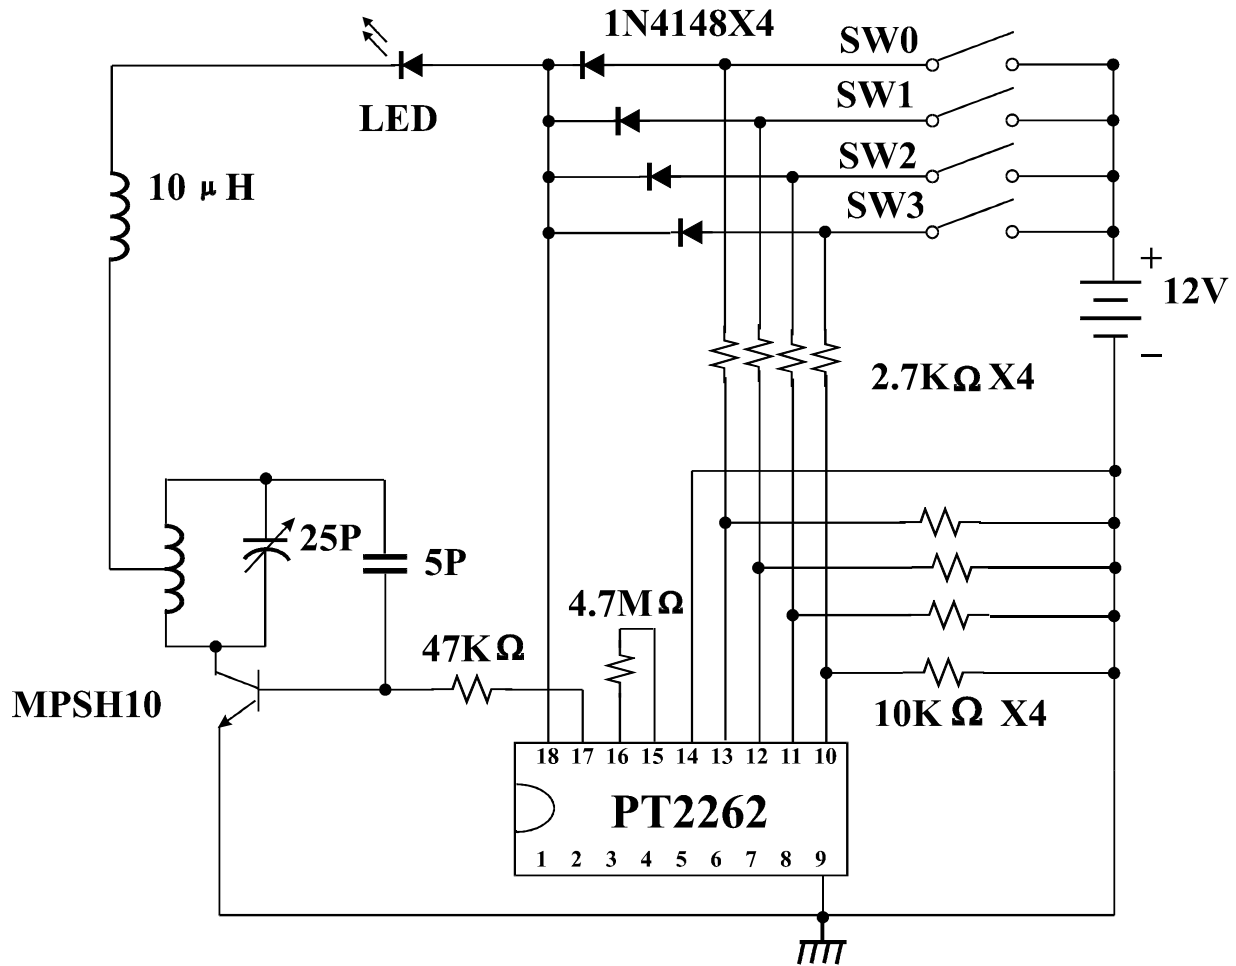 1N4148X4
SW0
LED
SW1
SW2
10 μH
SW3
+
12V
−
2.7KΩ X4
25P
5P
4.7MΩ
47KΩ
MPSH10
10KΩ X4
18 17 16 15 14 13 12 11 10
PT2262
1 2 3 4 5 6 7 8 9